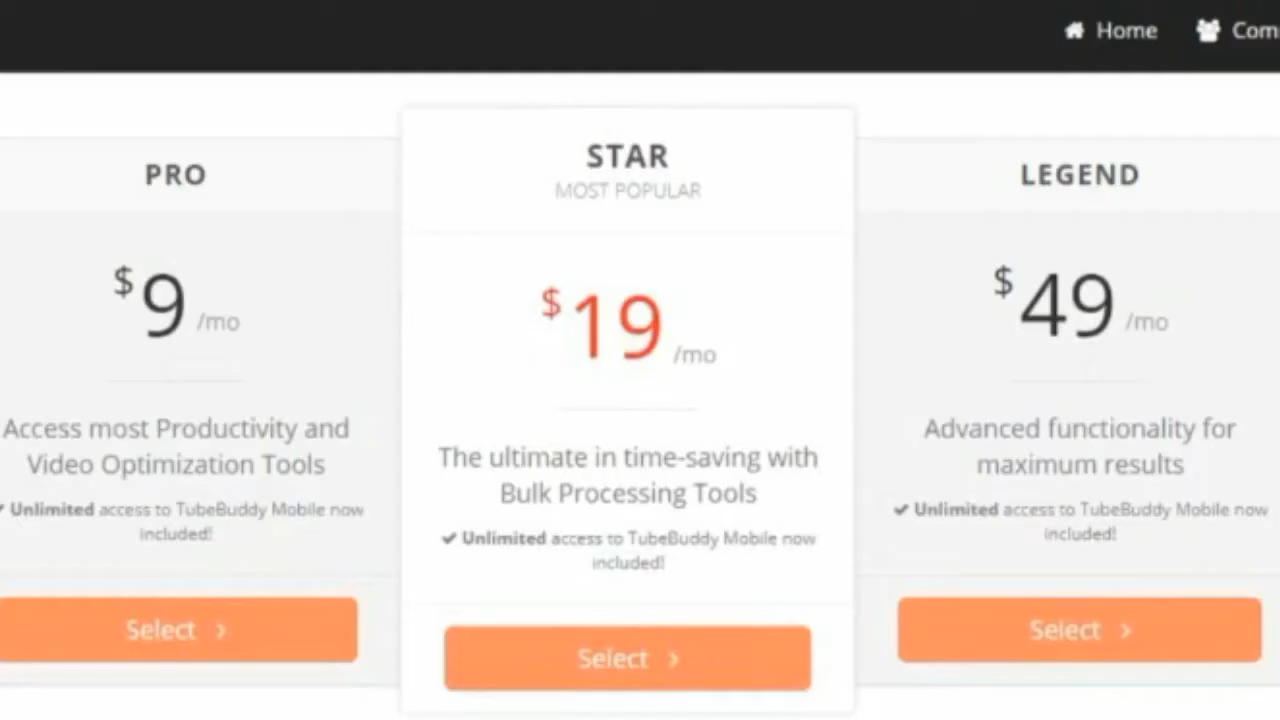 Home
PRO
$9 /mo
Access most Productivity and
Video Optimization Tools
✔ Unlimited access to TubeBuddy Mobile now
included!
Select ›
STAR
MOST POPULAR
$19 /mo
The ultimate in time-saving with
Bulk Processing Tools
✔ Unlimited access to TubeBuddy Mobile now
included!
Select ›
LEGEND
$49 /mo
Advanced functionality for
maximum results
✔ Unlimited access to TubeBuddy Mobile now
included!
Select ›